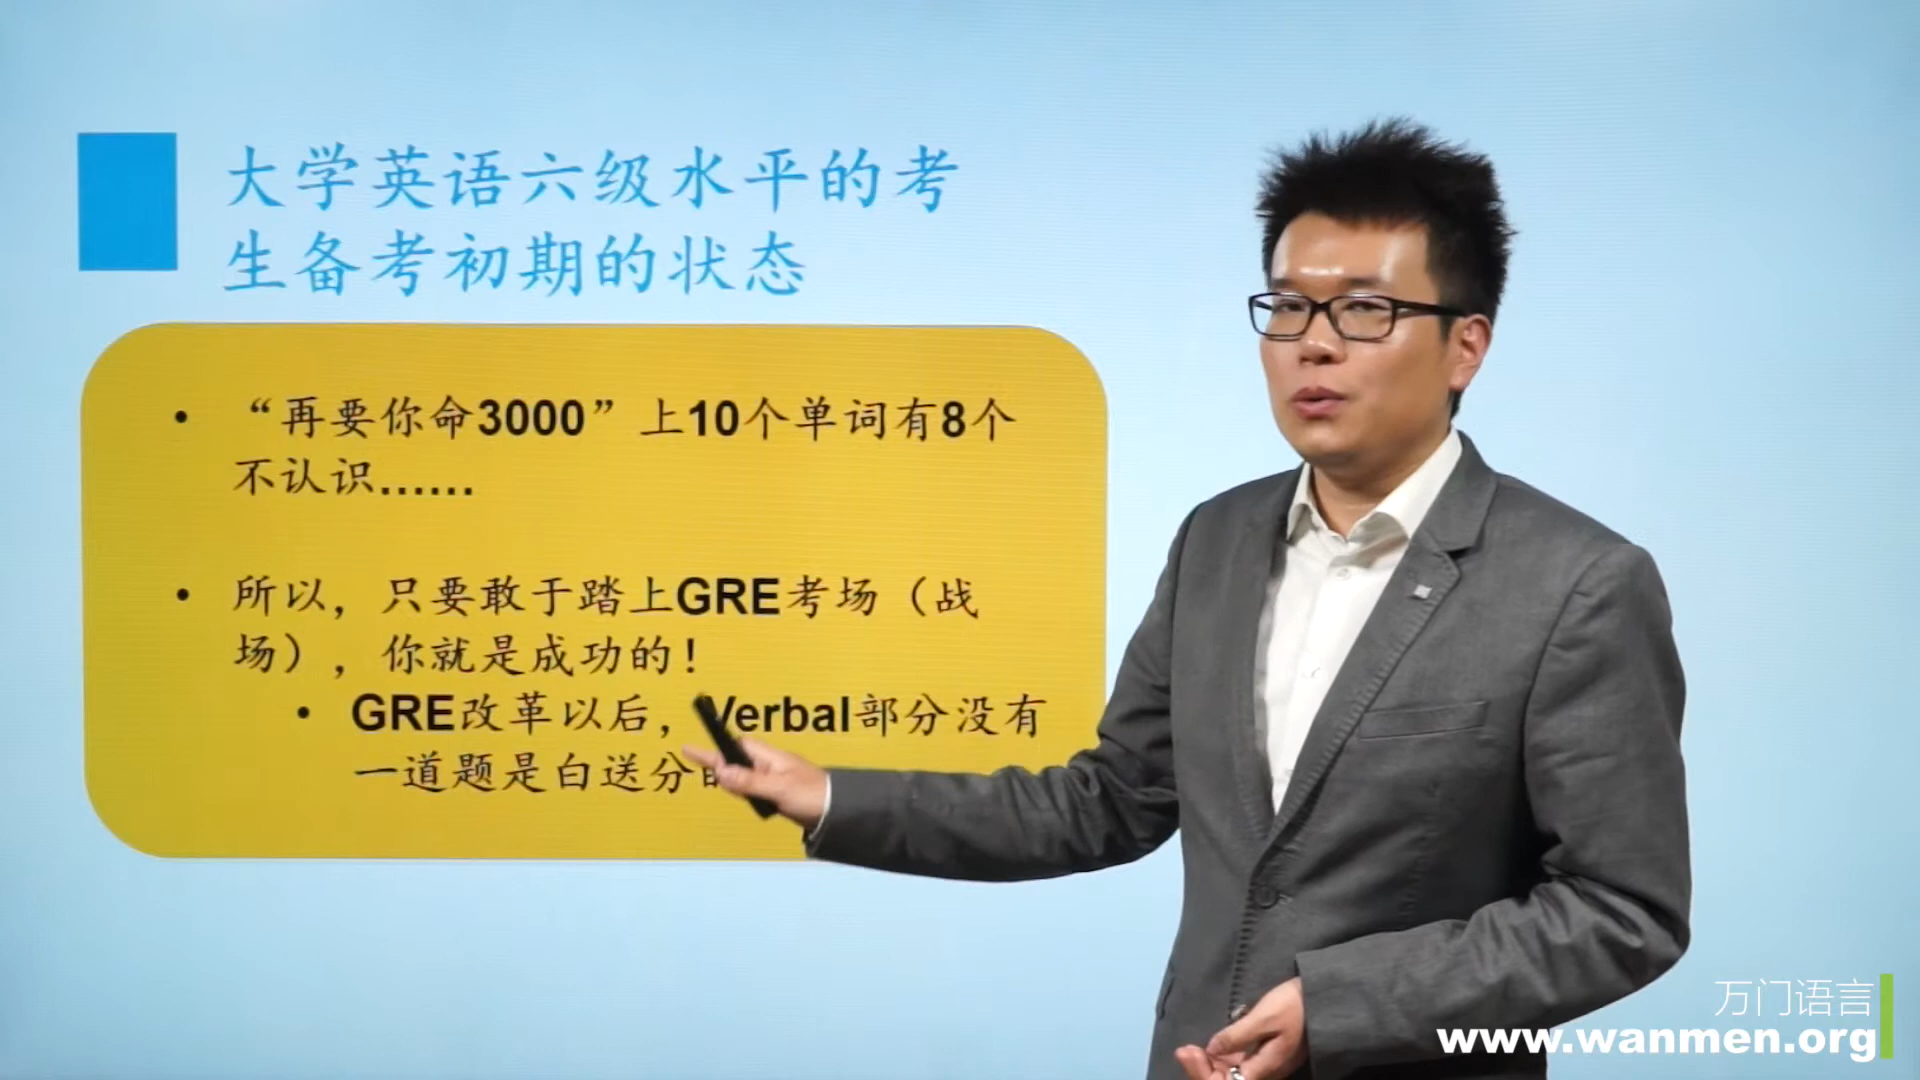 大学英语六级水平的考
生备考初期的状态
• “再要你命3000”上10个单词有8个
不认识……
• 所以，只要敢于踏上GRE考场（战
场），你就是成功的！
• GRE改革以后，Verbal部分没有
一道题是白送分
万门语言
www.wanmen.org